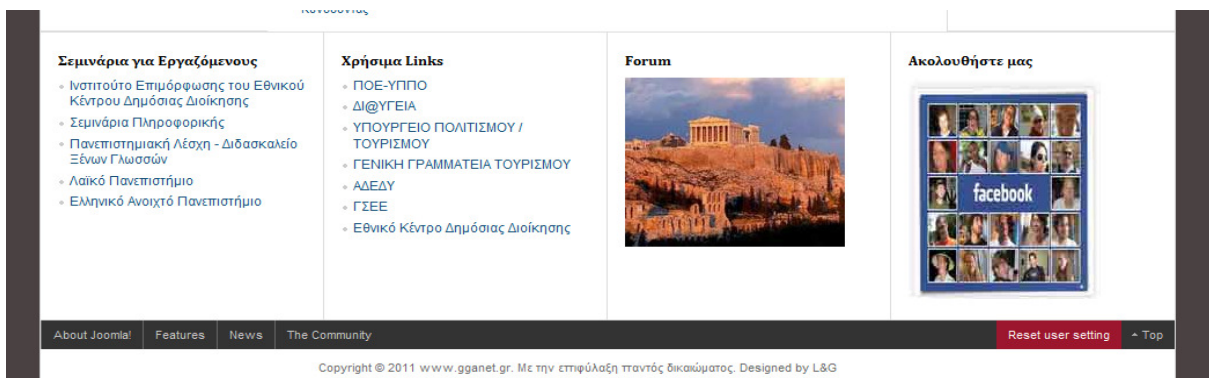 Σεμινάρια για Εργαζόμενους
Ινστιτούτο Επιμόρφωσης του Εθνικού
Κέντρου Δημόσιας Διοίκησης
Σεμινάρια Πληροφορικής
Πανεπιστημιακή Λέσχη - Διδασκαλείο
Ξένων Γλωσσών
Λαϊκό Πανεπιστήμιο
Ελληνικό Ανοιχτό Πανεπιστήμιο
Χρήσιμα Links
ΠΟΕ-ΥΠΠΟ
ΔΙ@ΥΓΕΙΑ
ΥΠΟΥΡΓΕΙΟ ΠΟΛΙΤΙΣΜΟΥ /
ΤΟΥΡΙΣΜΟΥ
ΓΕΝΙΚΗ ΓΡΑΜΜΑΤΕΙΑ ΤΟΥΡΙΣΜΟΥ
ΑΔΕΔΥ
ΓΣΕΕ
Εθνικό Κέντρο Δημόσιας Διοίκησης
Forum
Ακολουθήστε μας
facebook
About Joomla! Features News The Community Reset user setting Top
Copyright © 2011 www.gganet.gr. Με την επιφύλαξη παντός δικαιώματος. Designed by L&G